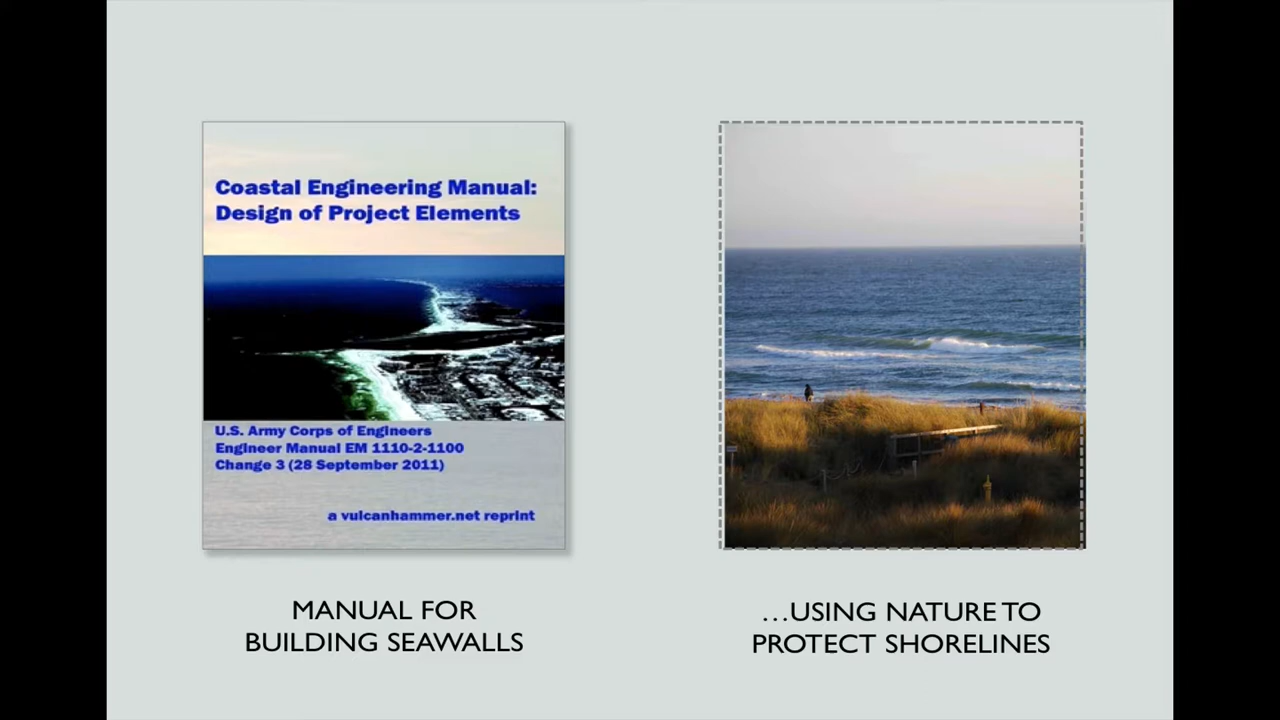 Coastal Engineering Manual:
Design of Project Elements
U.S. Army Corps of Engineers
Engineer Manual EM 1110-2-1100
Change 3 (28 September 2011)
a vulcanhammer.net reprint
MANUAL FOR
BUILDING SEAWALLS
…USING NATURE TO
PROTECT SHORELINES